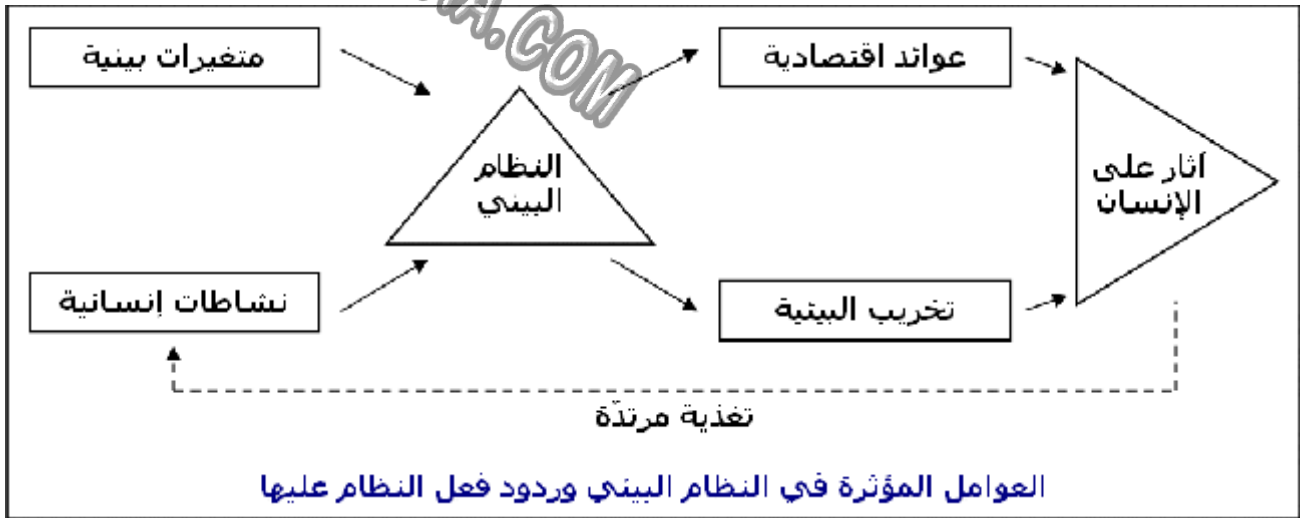 متغيرات بيئية
عوائد اقتصادية
النظام
البيئي
آثار على
الإنسان
نشاطات إنسانية
تخريب البيئية
تغذية مرتدّة
العوامل المؤثرة في النظام البيئي وردود فعل النظام عليها